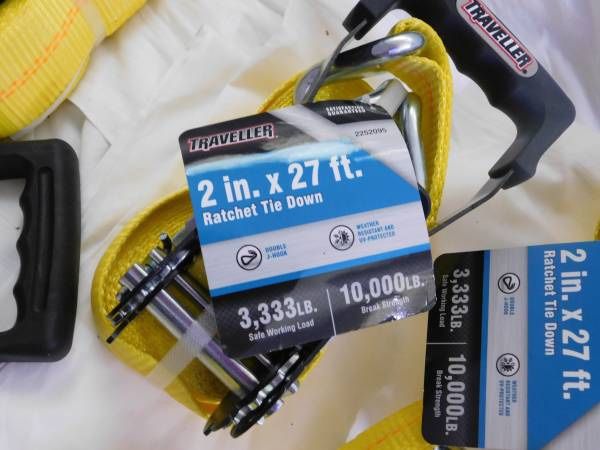 TRAVELLER
SATISFACTION
GUARANTEED
TRAVELLER
2252095
2 in. x 27 ft.
Ratchet Tie Down
DOUBLE
J-HOOK
WEATHER
RESISTANT AND
UV-PROTECTED
3,333LB.
Safe Working Load
10,000LB.
Break Strength
2 in. x 27 ft.
Ratchet Tie Down
DOUBLE
J-HOOK
WEATHER
RESISTANT AND
UV-PROTECTED
3,333LB.
Safe Working Load
10,000LB.
Break Strength